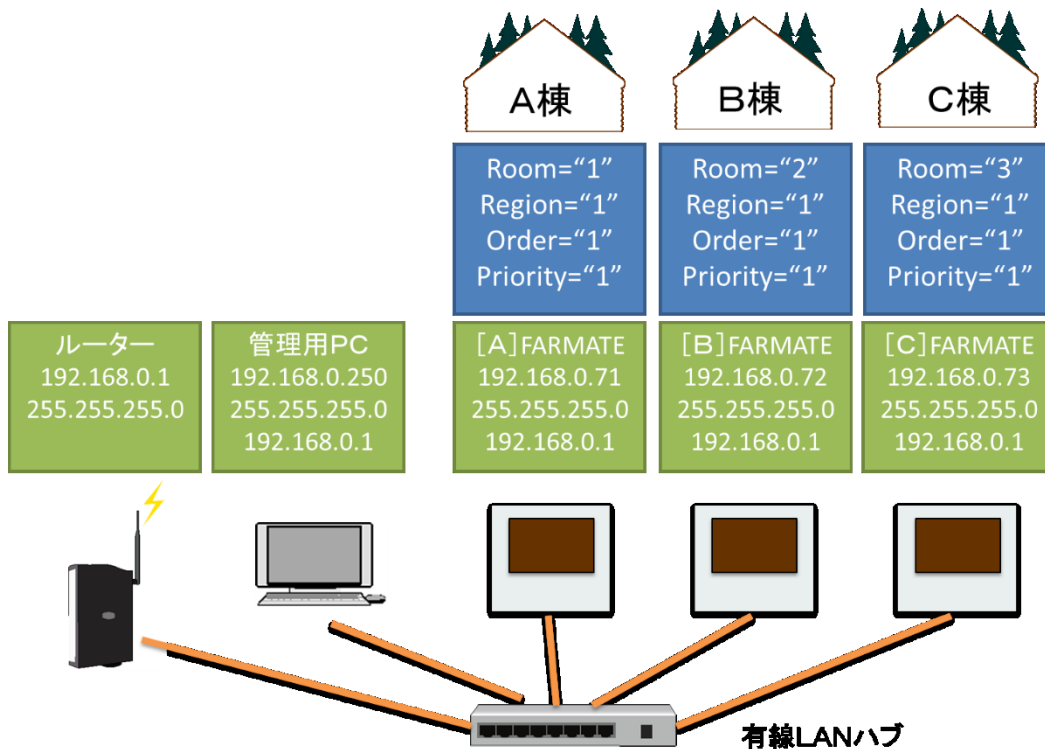 A棟
B棟
C棟
Room=“1”
Region=“1”
Order=“1”
Priority=“1”
Room=“2”
Region=“1”
Order=“1”
Priority=“1”
Room=“3”
Region=“1”
Order=“1”
Priority=“1”
ルーター
192.168.0.1
255.255.255.0
管理用PC
192.168.0.250
255.255.255.0
192.168.0.1
[A]FARMATE
192.168.0.71
255.255.255.0
192.168.0.1
[B]FARMATE
192.168.0.72
255.255.255.0
192.168.0.1
[C]FARMATE
192.168.0.73
255.255.255.0
192.168.0.1
有線LANハブ